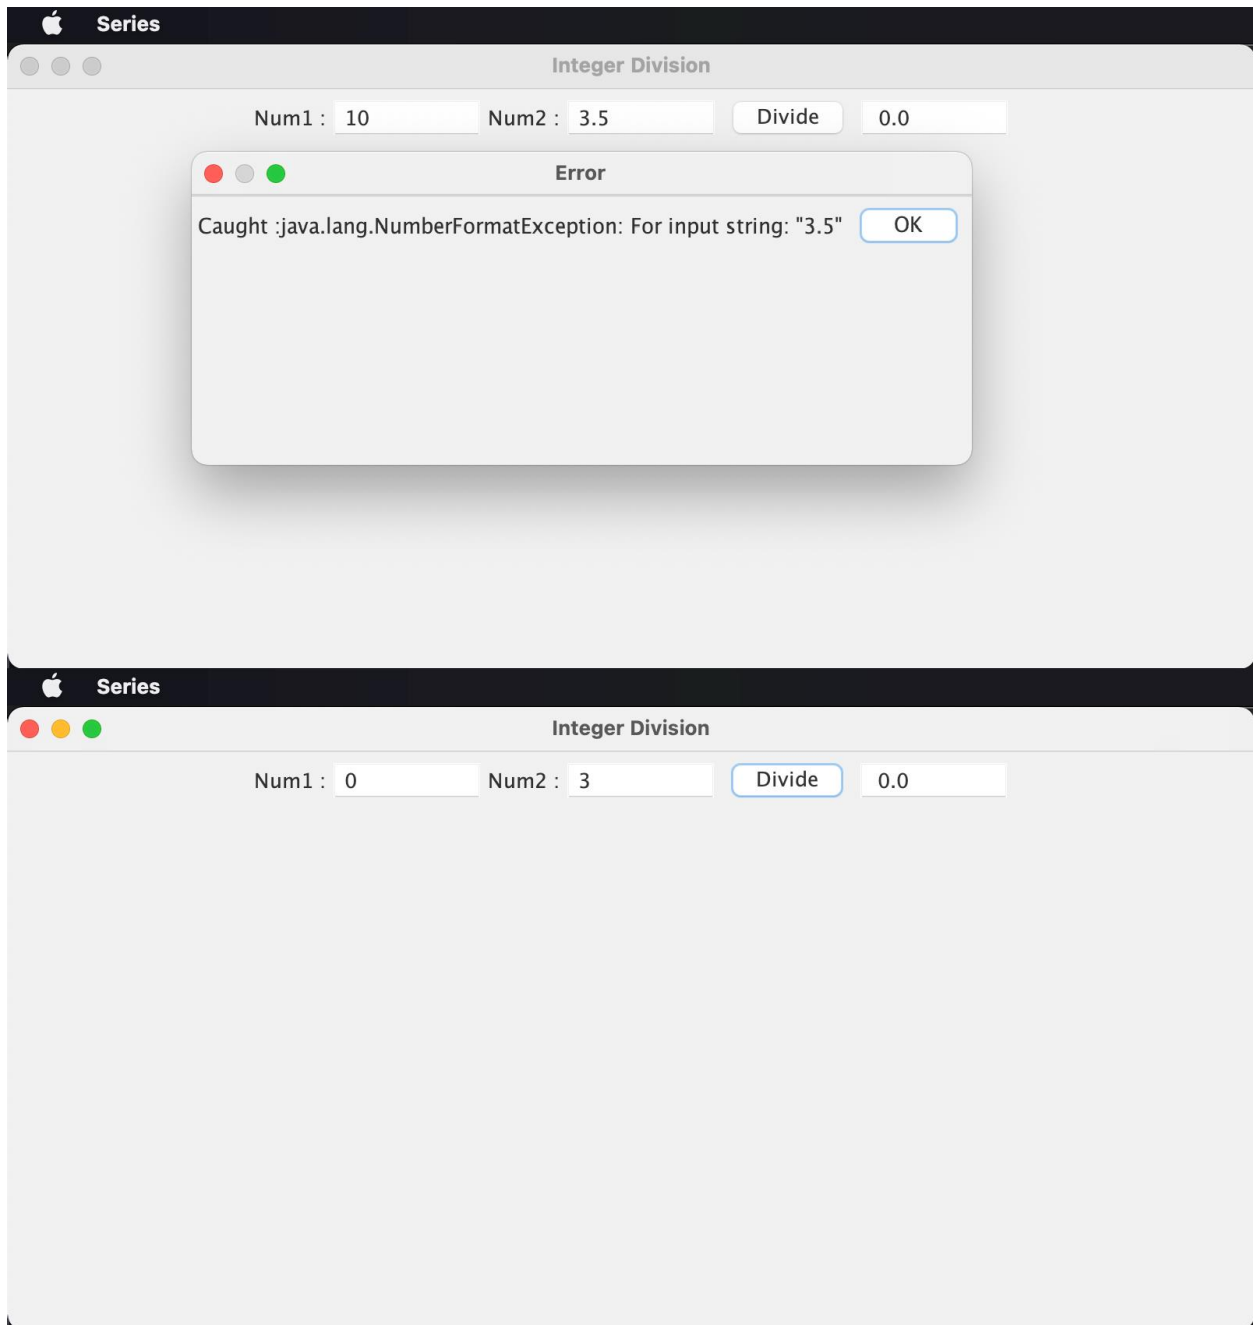 Series
Integer Division
Num1 : 10 Num2 : 3.5 Divide 0.0
Error
Caught :java.lang.NumberFormatException: For input string: "3.5" OK
Series
Integer Division
Num1 : 0 Num2 : 3 Divide 0.0